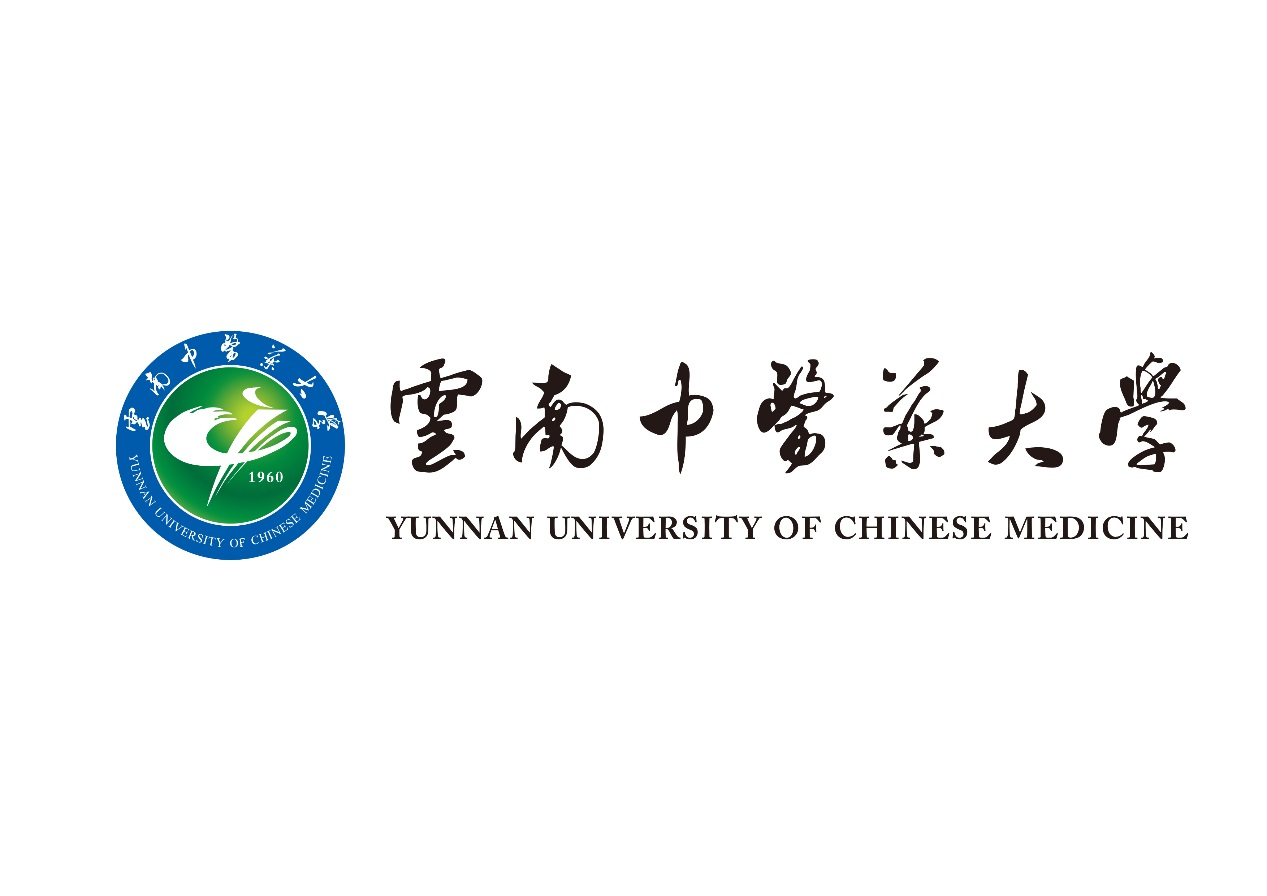 雲南中醫藥大學
1960
YUNNAN UNIVERSITY OF CHINESE MEDICINE
雲南中醫藥大學
YUNNAN UNIVERSITY OF CHINESE MEDICINE